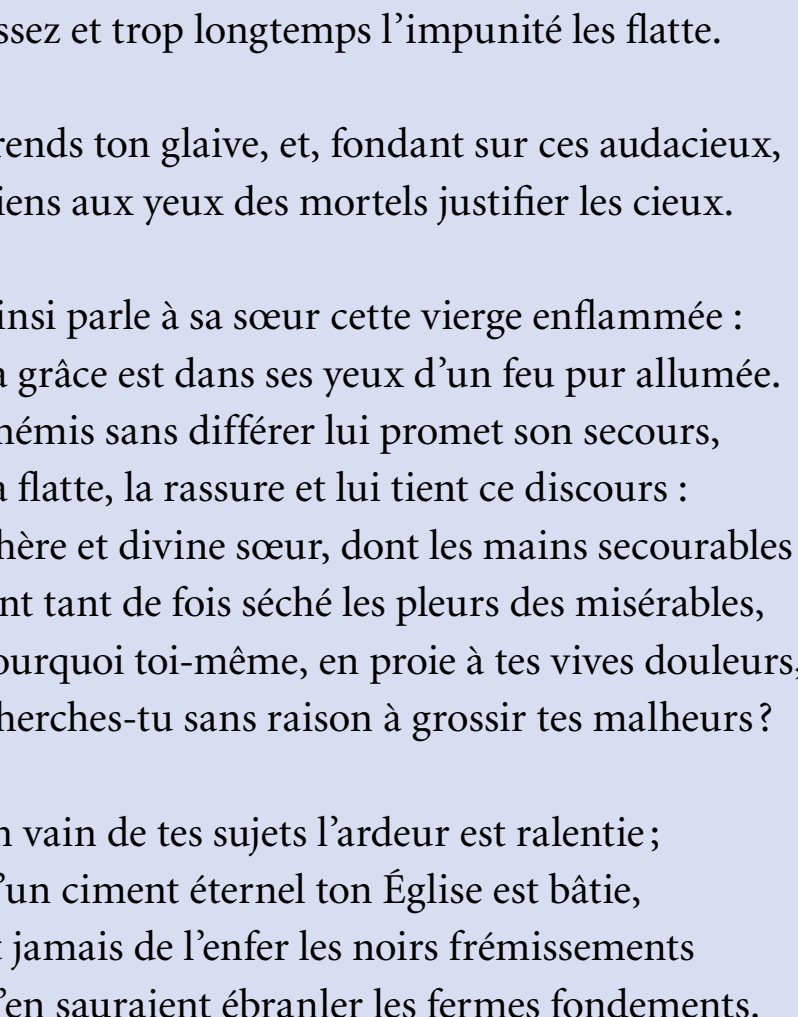 ssez et trop longtemps l’impunité les flatte.
rends ton glaive, et, fondant sur ces audacieux,
iens aux yeux des mortels justifier les cieux.
insi parle à sa sœur cette vierge enflammée :
a grâce est dans ses yeux d’un feu pur allumée.
hémis sans différer lui promet son secours,
a flatte, la rassure et lui tient ce discours :
hère et divine sœur, dont les mains secourables
nt tant de fois séché les pleurs des misérables,
ourquoi toi-même, en proie à tes vives douleurs,
herches-tu sans raison à grossir tes malheurs ?
n vain de tes sujets l’ardeur est ralentie ;
’un ciment éternel ton Église est bâtie,
t jamais de l’enfer les noirs frémissements
’en sauraient ébranler les fermes fondements.